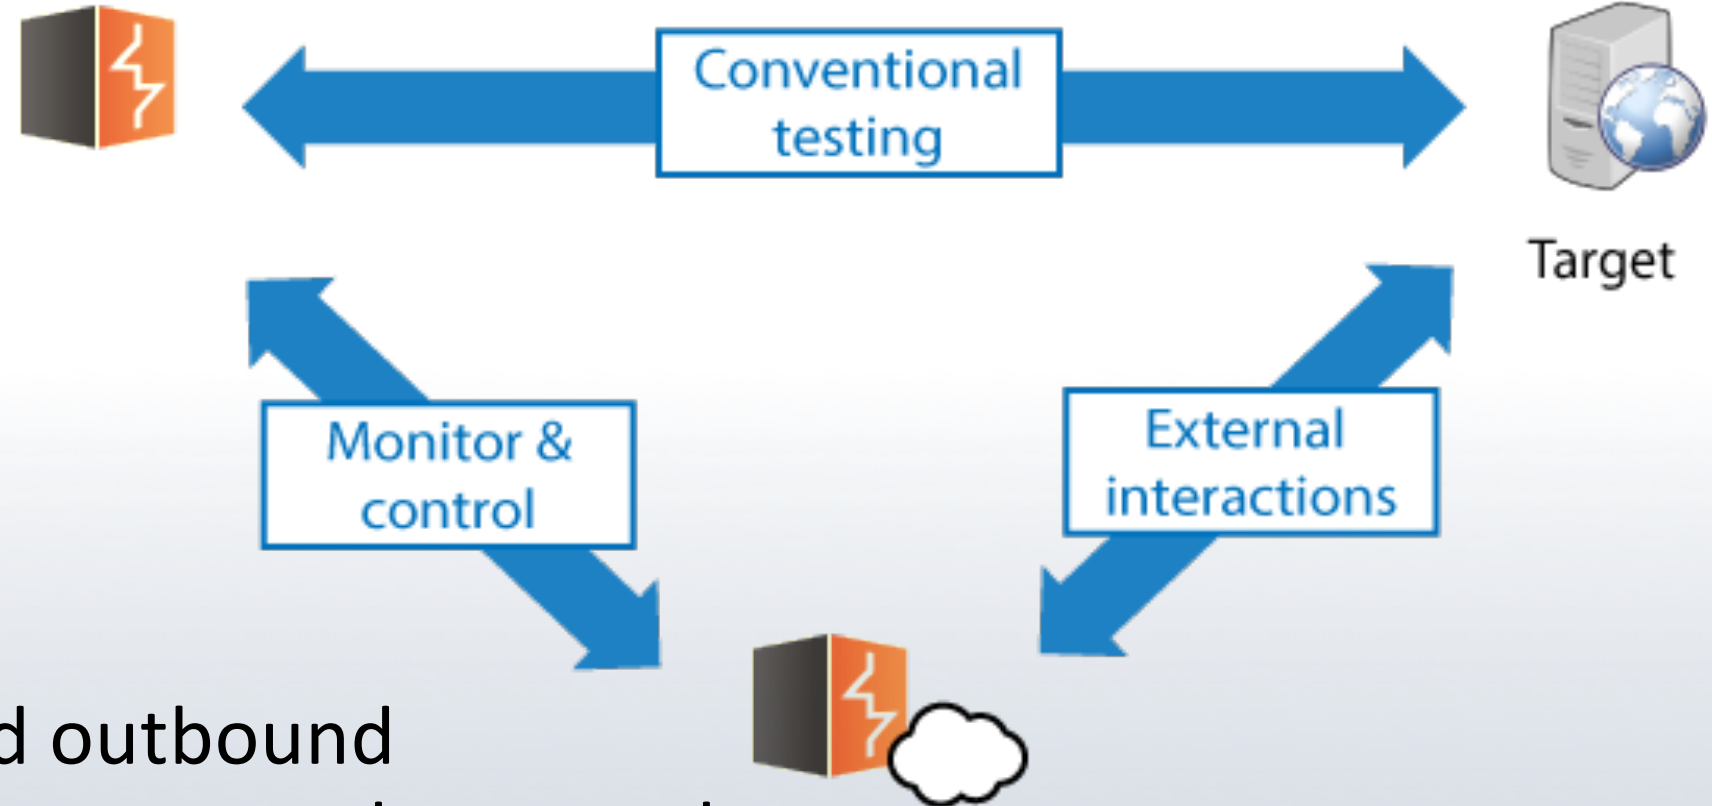 Conventional
testing
Target
Monitor &
control
External
interactions
d outbound